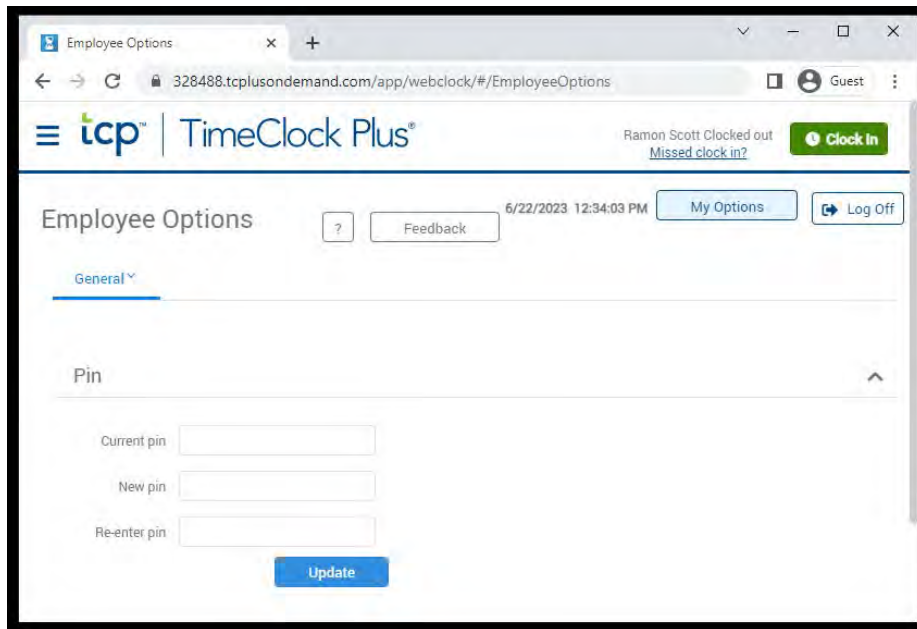 Employee Options
328488.tcplusondemand.com/app/webclock/#/EmployeeOptions
Guest
tcp™ | TimeClock Plus®
Ramon Scott Clocked out
Missed clock in?
Clock In
Employee Options
?
Feedback
6/22/2023 12:34:03 PM
My Options
Log Off
General
Pin
Current pin
New pin
Re-enter pin
Update